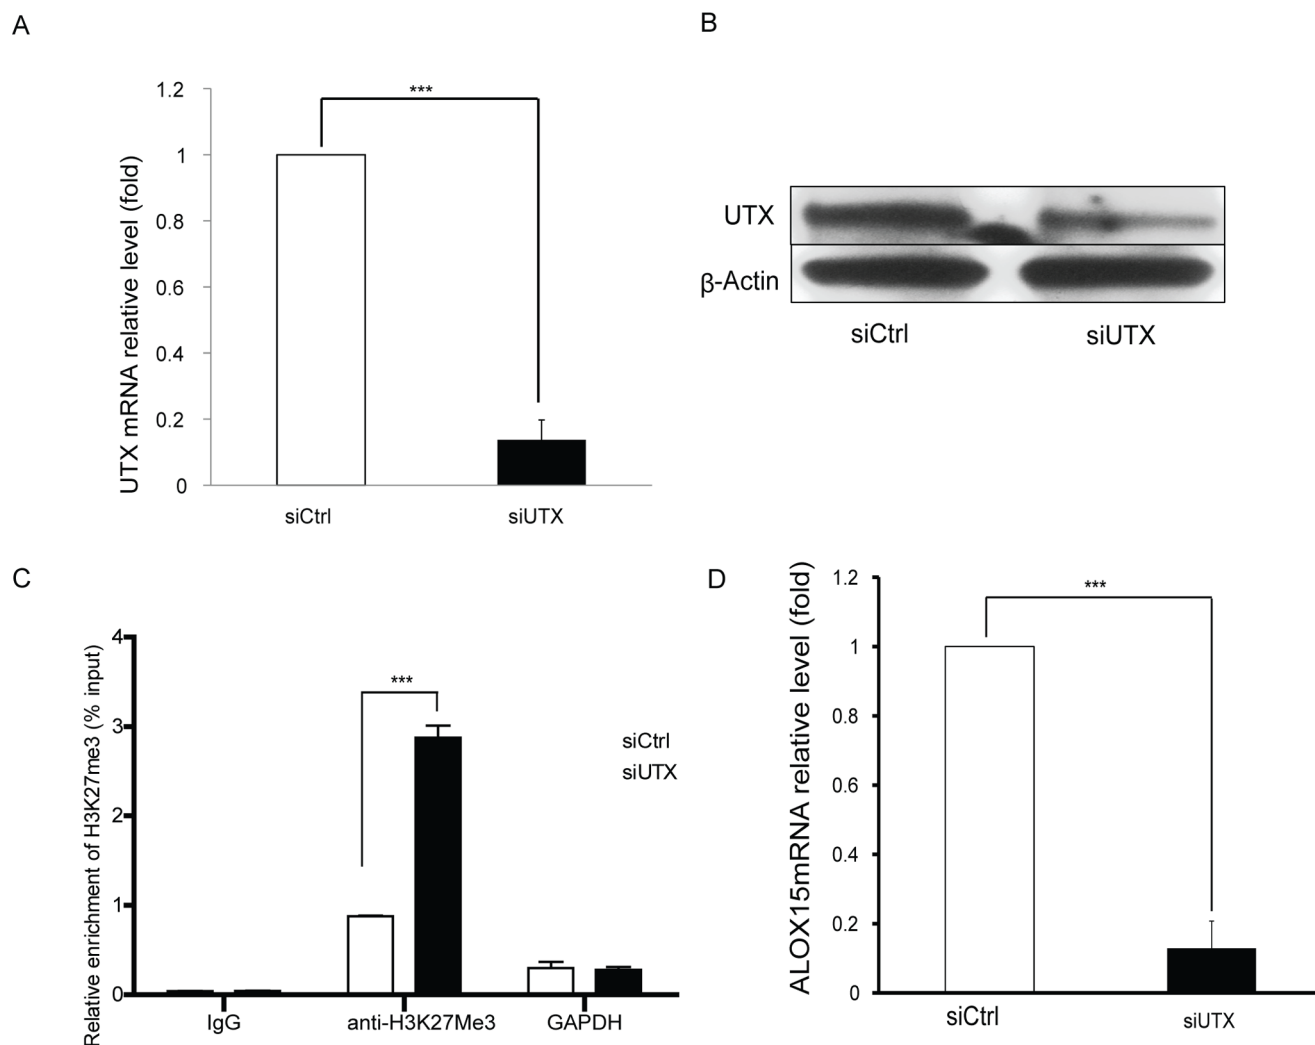 A
UTX mRNA relative level (fold)
1.2
1
0.8
0.6
0.4
0.2
0
***
siCtrl
siUTX
B
UTX
β-Actin
siCtrl
siUTX
C
Relative enrichment of H3K27me3 (% input)
4
3
2
1
0
***
siCtrl
siUTX
IgG
anti-H3K27Me3
GAPDH
D
ALOX15mRNA relative level (fold)
1.2
1
0.8
0.6
0.4
0.2
0
***
siCtrl
siUTX